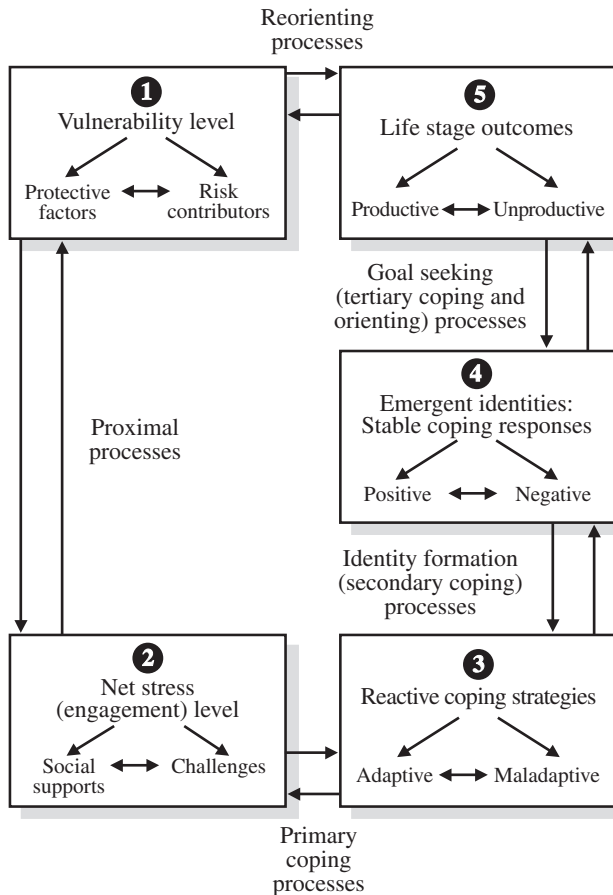 Reorienting
processes
1
Vulnerability level
Protective
factors
Risk
contributors
5
Life stage outcomes
Productive
Unproductive
Goal seeking
(tertiary coping and
orienting) processes
4
Emergent identities:
Stable coping responses
Positive
Negative
Proximal
processes
Identity formation
(secondary coping)
processes
2
Net stress
(engagement) level
Social
supports
Challenges
3
Reactive coping strategies
Adaptive
Maladaptive
Primary
coping
processes